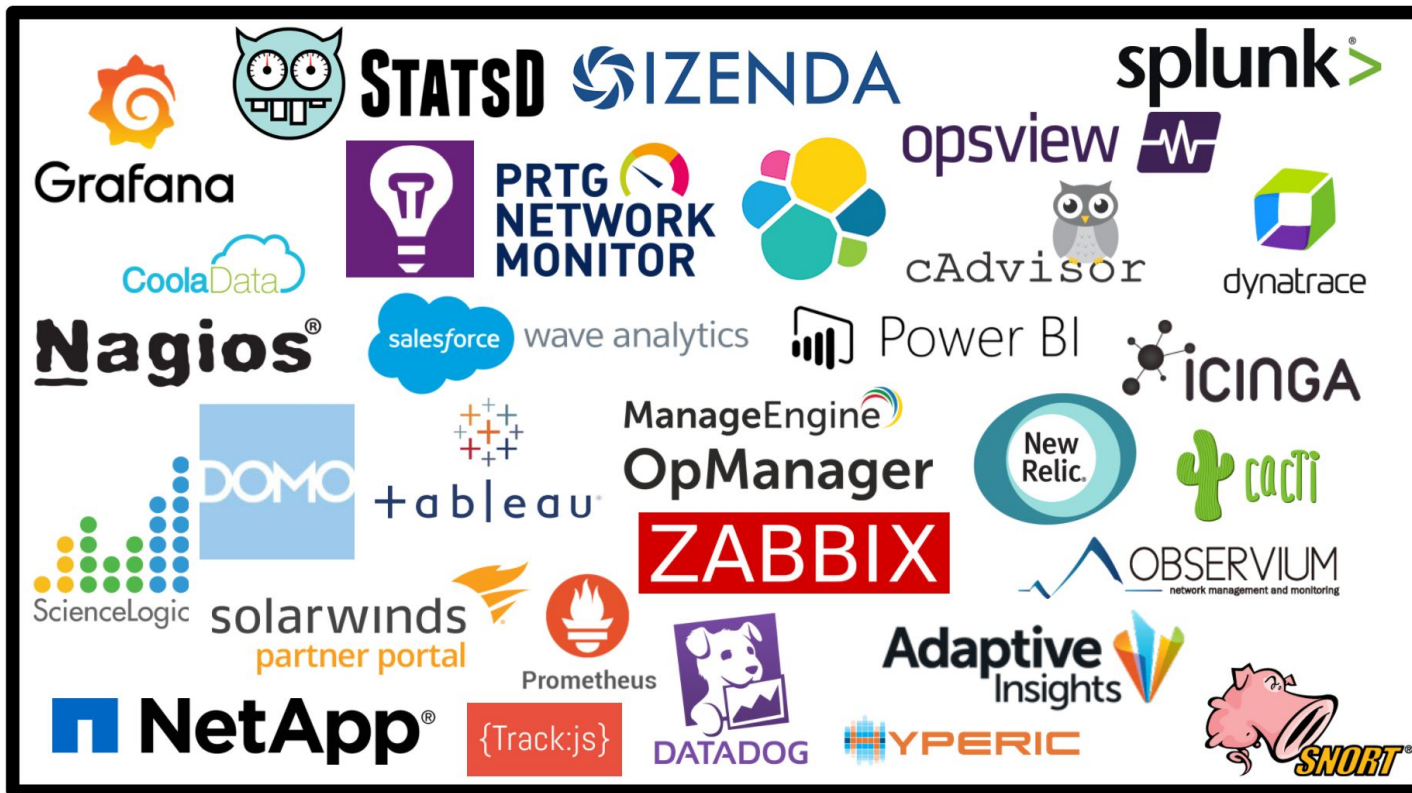 STATSD
IZENDA
splunk>®
Grafana
opsview
PRTG
NETWORK
MONITOR
CoolaData
cAdvisor
dynatrace
Nagios®
salesforce wave analytics
Power BI
ICINGA
ManageEngine
OpManager
New
Relic®
cacti
DOMO
tableau®
ZABBIX
OBSERVIUM
network management and monitoring
ScienceLogic
solarwinds
partner portal
Prometheus
Adaptive
Insights
NetApp®
{Track:js}
DATADOG
HYPERIC
SNORT®